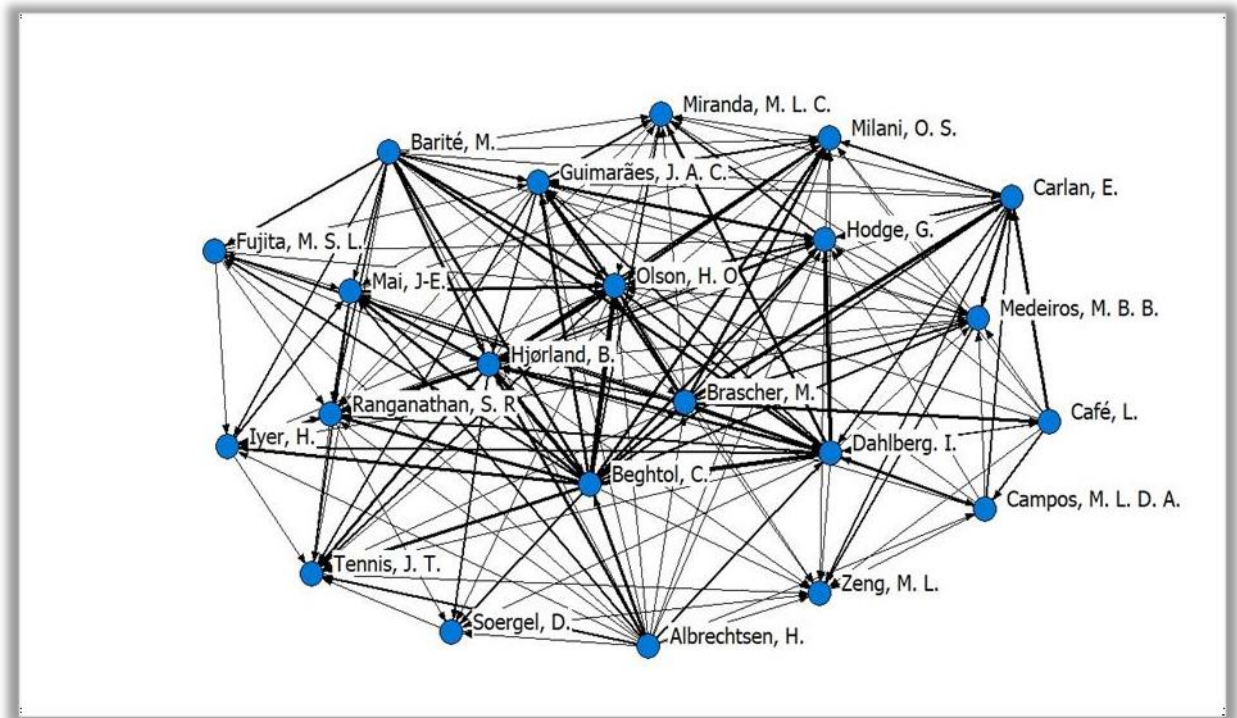 Miranda, M. L. C.
Milani, O. S.
Barité, M.
Guimarães, J. A. C.
Carlan, E.
Fujita, M. S. L.
Hodge, G.
Mai, J-E.
Olson, H. O
Medeiros, M. B. B.
Hjørland, B.
Brascher, M.
Ranganathan, S. R
Café, L.
Iyer, H.
Dahlberg. I.
Beghtol, C.
Campos, M. L. D. A.
Tennis, J. T.
Zeng, M. L.
Soergel, D.
Albrechtsen, H.